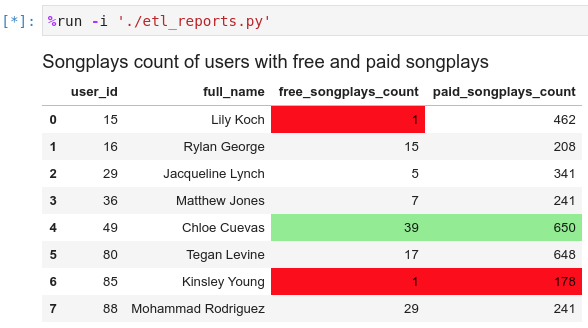 [*]: %run -i './etl_reports.py'
Songplays count of users with free and paid songplays
user_id full_name free_songplays_count paid_songplays_count
0 15 Lily Koch 1 462
1 16 Rylan George 15 208
2 29 Jacqueline Lynch 5 341
3 36 Matthew Jones 7 241
4 49 Chloe Cuevas 39 650
5 80 Tegan Levine 17 648
6 85 Kinsley Young 1 178
7 88 Mohammad Rodriguez 29 241